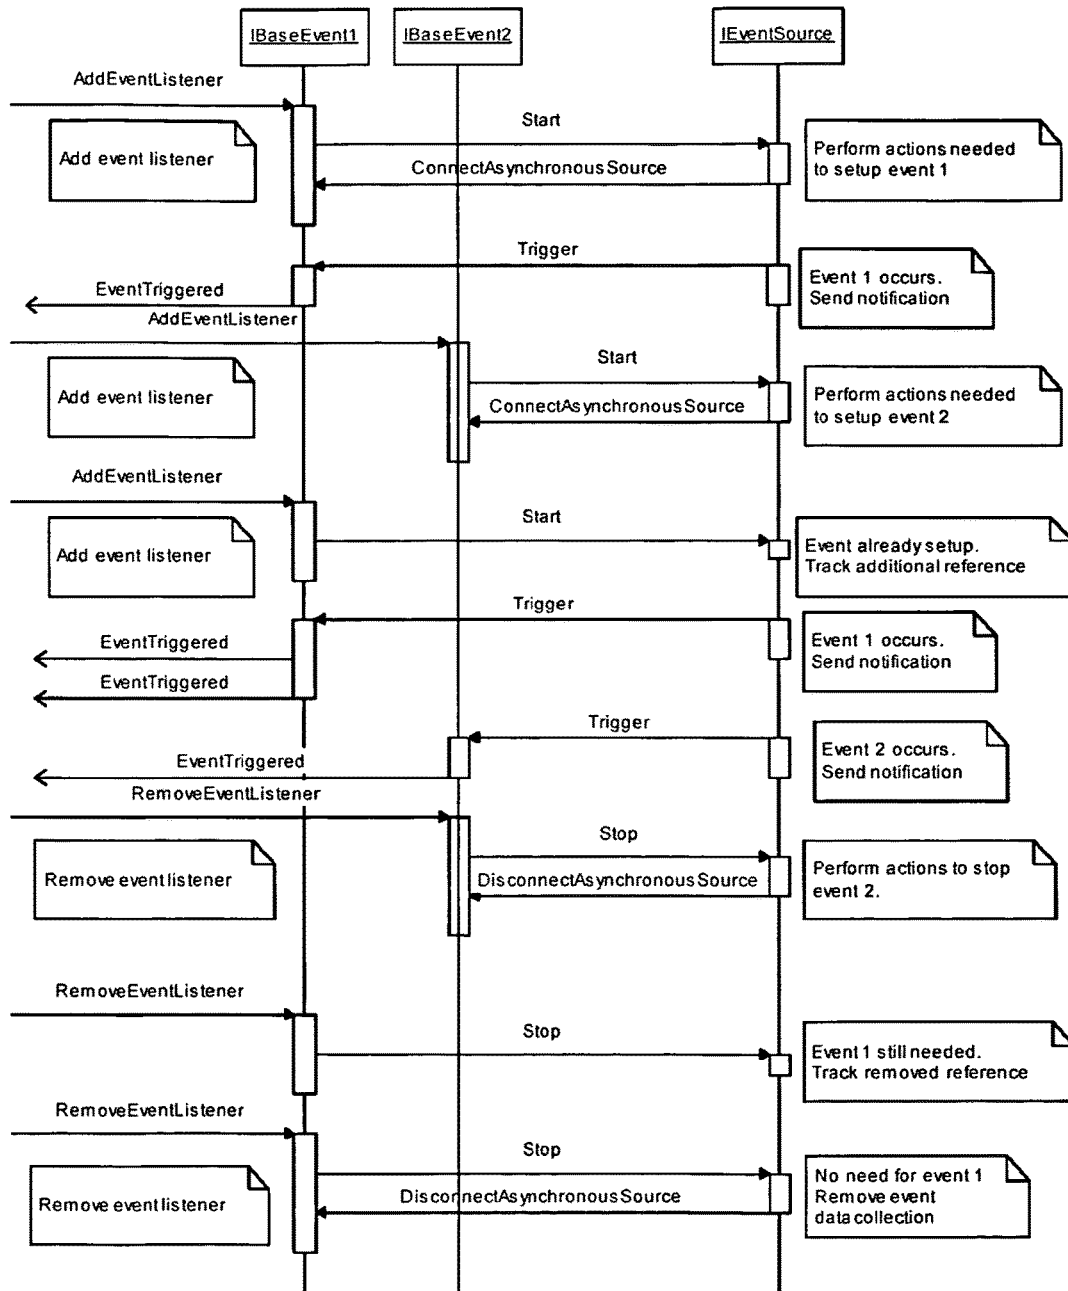 IBaseEvent1
IBaseEvent2
IEventSource
AddEventListener
Add event listener
Start
ConnectAsynchronousSource
Perform actions needed
to setup event 1
Trigger
Event 1 occurs.
Send notification
EventTriggered
AddEventListener
Add event listener
Start
ConnectAsynchronousSource
Perform actions needed
to setup event 2
AddEventListener
Add event listener
Start
Event already setup.
Track additional reference
Trigger
Event 1 occurs.
Send notification
EventTriggered
EventTriggered
Trigger
Event 2 occurs.
Send notification
EventTriggered
RemoveEventListener
Remove event listener
Stop
DisconnectAsynchronousSource
Perform actions to stop
event 2.
RemoveEventListener
Stop
Event 1 still needed.
Track removed reference
RemoveEventListener
Remove event listener
Stop
DisconnectAsynchronousSource
No need for event 1
Remove event
data collection